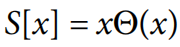 S[x] = xΘ(x)